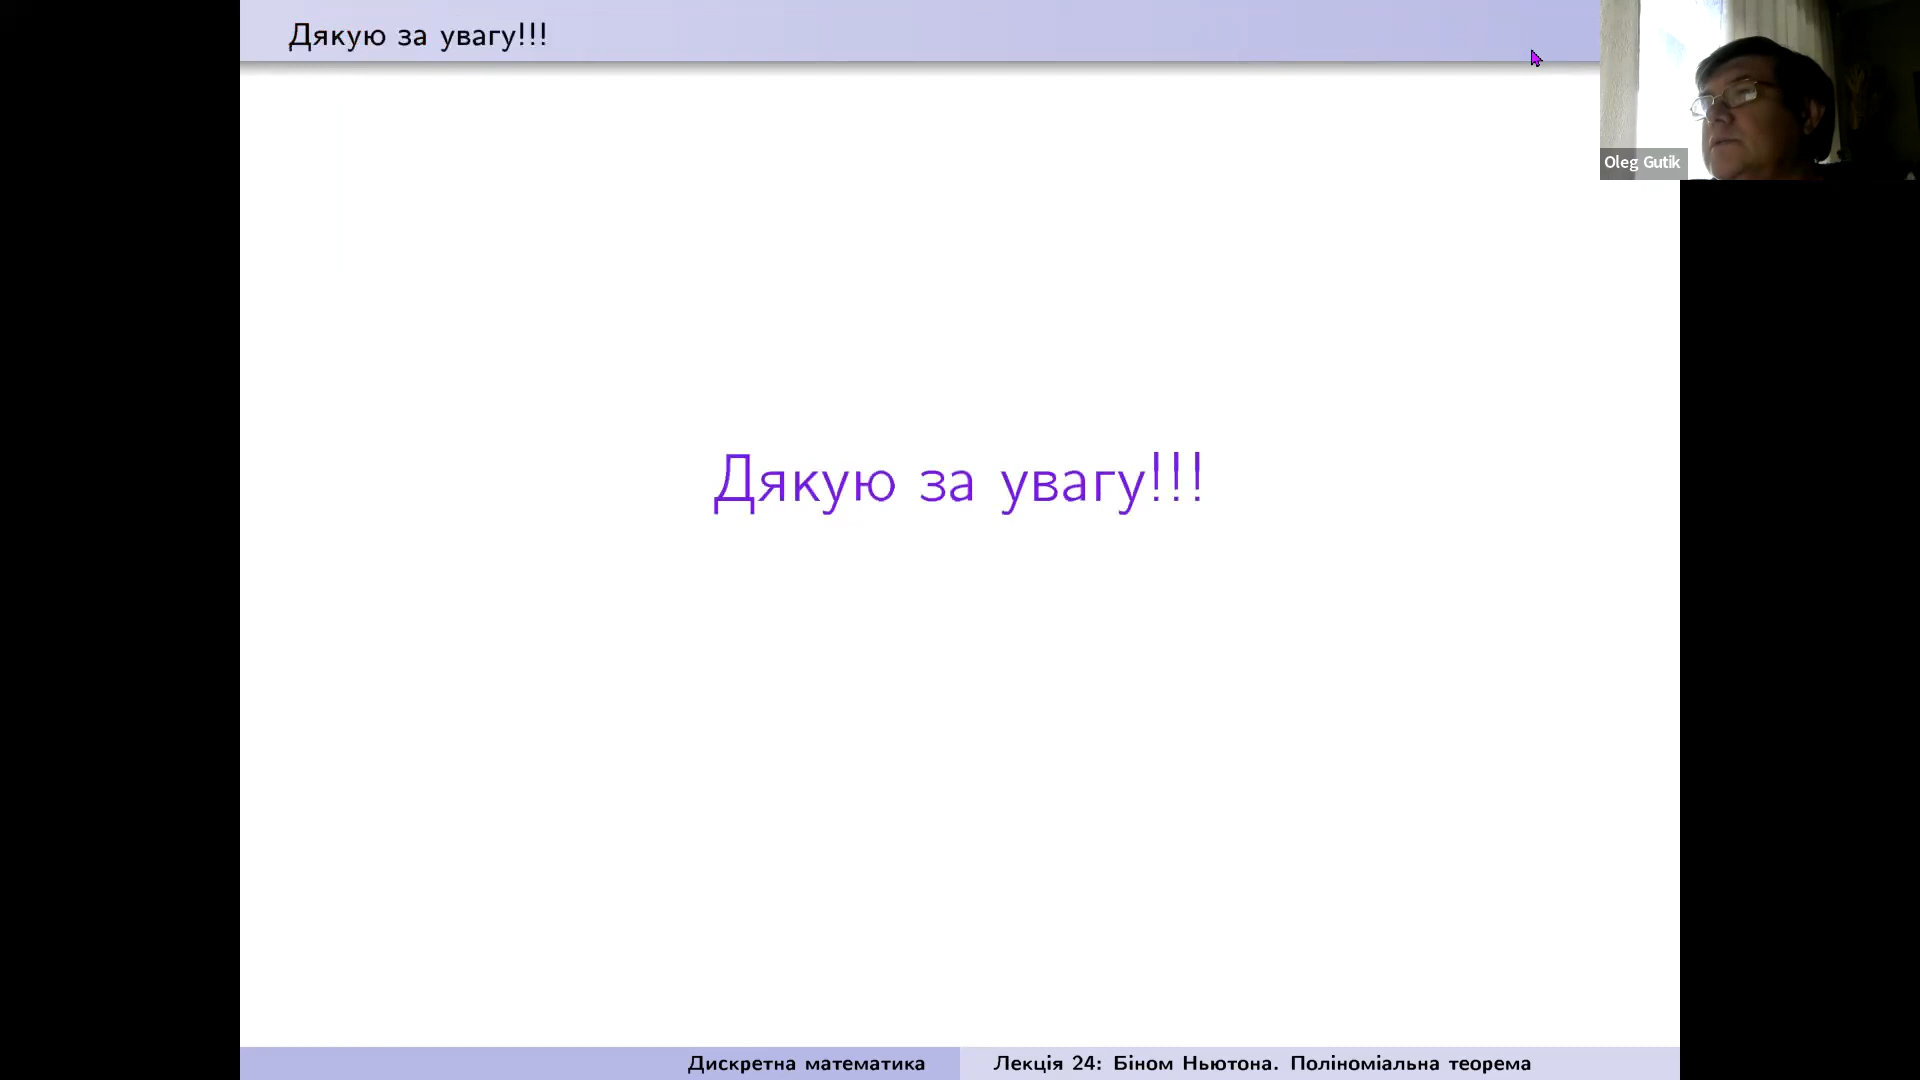 Дякую за увагу!!!
Oleg Gutik
Дякую за увагу!!!
Дискретна математика
Лекція 24: Біном Ньютона. Поліноміальна теорема